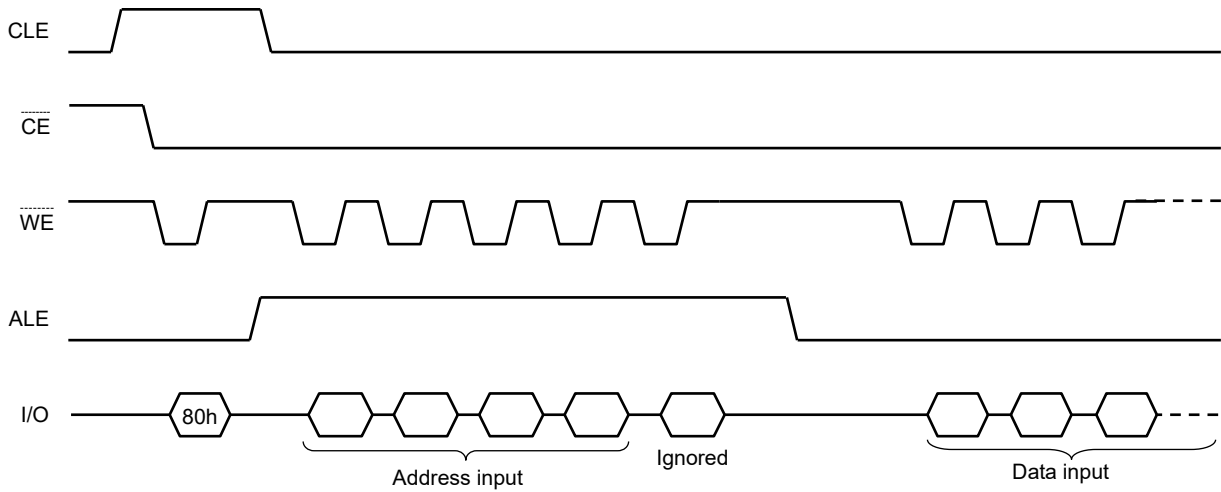 CLE
CE
WE
ALE
I/O
80h
Address input
Ignored
Data input